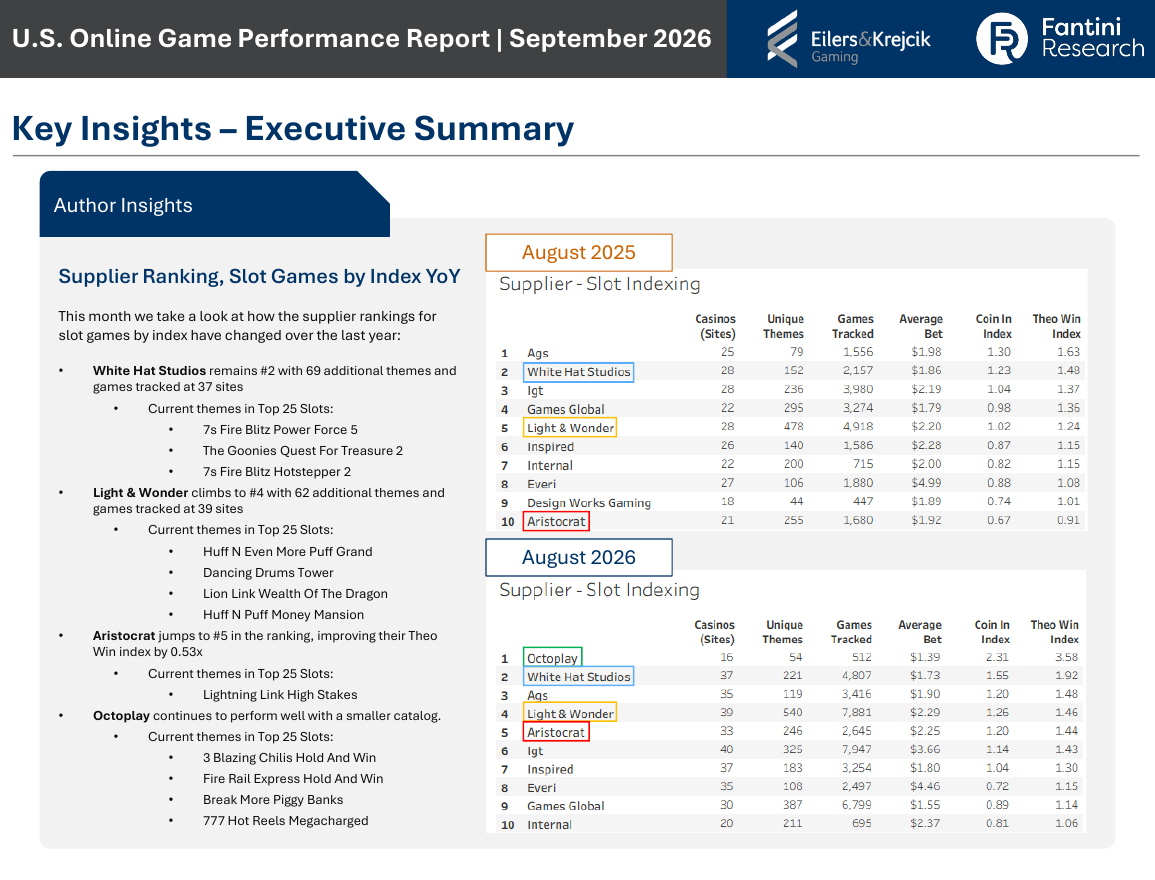 U.S. Online Game Performance Report | September 2026
Eilers&Krejcik
Gaming
Fantini
Research
Key Insights – Executive Summary
Author Insights
Supplier Ranking, Slot Games by Index YoY
This month we take a look at how the supplier rankings for
slot games by index have changed over the last year:
• White Hat Studios remains #2 with 69 additional themes and
games tracked at 37 sites
• Current themes in Top 25 Slots:
• 7s Fire Blitz Power Force 5
• The Goonies Quest For Treasure 2
• 7s Fire Blitz Hotstepper 2
• Light & Wonder climbs to #4 with 62 additional themes and
games tracked at 39 sites
• Current themes in Top 25 Slots:
• Huff N Even More Puff Grand
• Dancing Drums Tower
• Lion Link Wealth Of The Dragon
• Huff N Puff Money Mansion
• Aristocrat jumps to #5 in the ranking, improving their Theo
Win index by 0.53x
• Current themes in Top 25 Slots:
• Lightning Link High Stakes
• Octoplay continues to perform well with a smaller catalog.
• Current themes in Top 25 Slots:
• 3 Blazing Chilis Hold And Win
• Fire Rail Express Hold And Win
• Break More Piggy Banks
• 777 Hot Reels Megacharged
August 2025
Supplier - Slot Indexing
Casinos Unique Games Average Coin In Theo Win
(Sites) Themes Tracked Bet Index Index
1 Ags 25 79 1,556 $1.98 1.30 1.63
2 White Hat Studios 28 152 2,157 $1.86 1.23 1.48
3 Igt 28 236 3,980 $2.19 1.04 1.37
4 Games Global 22 295 3,274 $1.79 0.98 1.36
5 Light & Wonder 28 478 4,918 $2.20 1.02 1.24
6 Inspired 26 140 1,586 $2.28 0.87 1.15
7 Internal 22 200 715 $2.00 0.82 1.15
8 Everi 27 106 1,880 $4.99 0.88 1.08
9 Design Works Gaming 18 44 447 $1.89 0.74 1.01
10 Aristocrat 21 255 1,680 $1.92 0.67 0.91
August 2026
Supplier - Slot Indexing
Casinos Unique Games Average Coin In Theo Win
(Sites) Themes Tracked Bet Index Index
1 Octoplay 16 54 512 $1.39 2.31 3.58
2 White Hat Studios 37 221 4,807 $1.73 1.55 1.92
3 Ags 35 119 3,416 $1.90 1.20 1.48
4 Light & Wonder 39 540 7,881 $2.29 1.26 1.46
5 Aristocrat 33 246 2,645 $2.25 1.20 1.44
6 Igt 40 325 7,947 $3.66 1.14 1.43
7 Inspired 37 183 3,254 $1.80 1.04 1.30
8 Everi 35 108 2,497 $4.46 0.72 1.15
9 Games Global 30 387 6,799 $1.55 0.89 1.14
10 Internal 20 211 695 $2.37 0.81 1.06